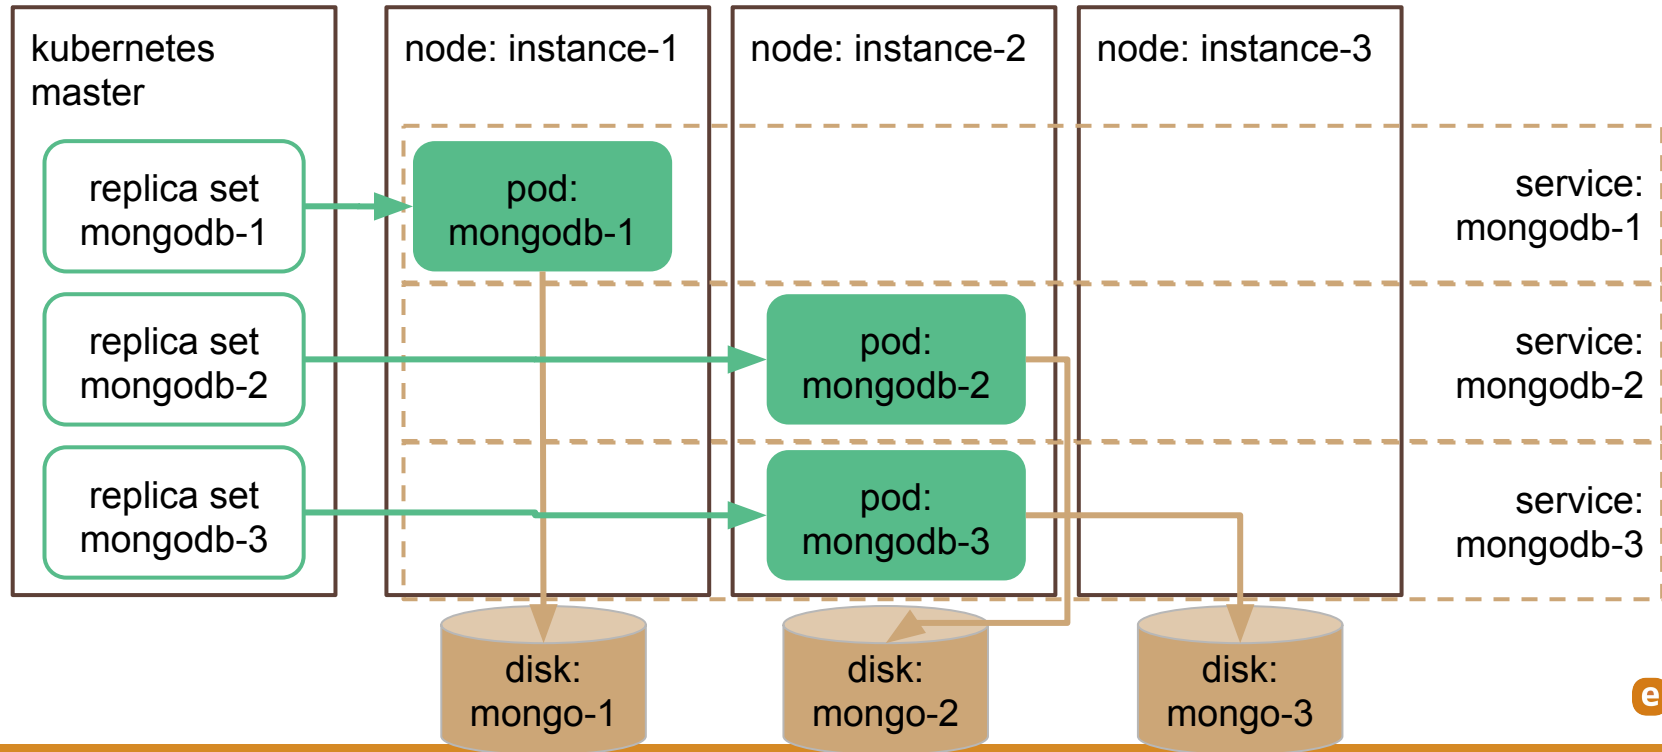 kubernetes
master
node: instance-1
node: instance-2
node: instance-3
replica set
mongodb-1
pod:
mongodb-1
service:
mongodb-1
replica set
mongodb-2
pod:
mongodb-2
service:
mongodb-2
replica set
mongodb-3
pod:
mongodb-3
service:
mongodb-3
disk:
mongo-1
disk:
mongo-2
disk:
mongo-3
e